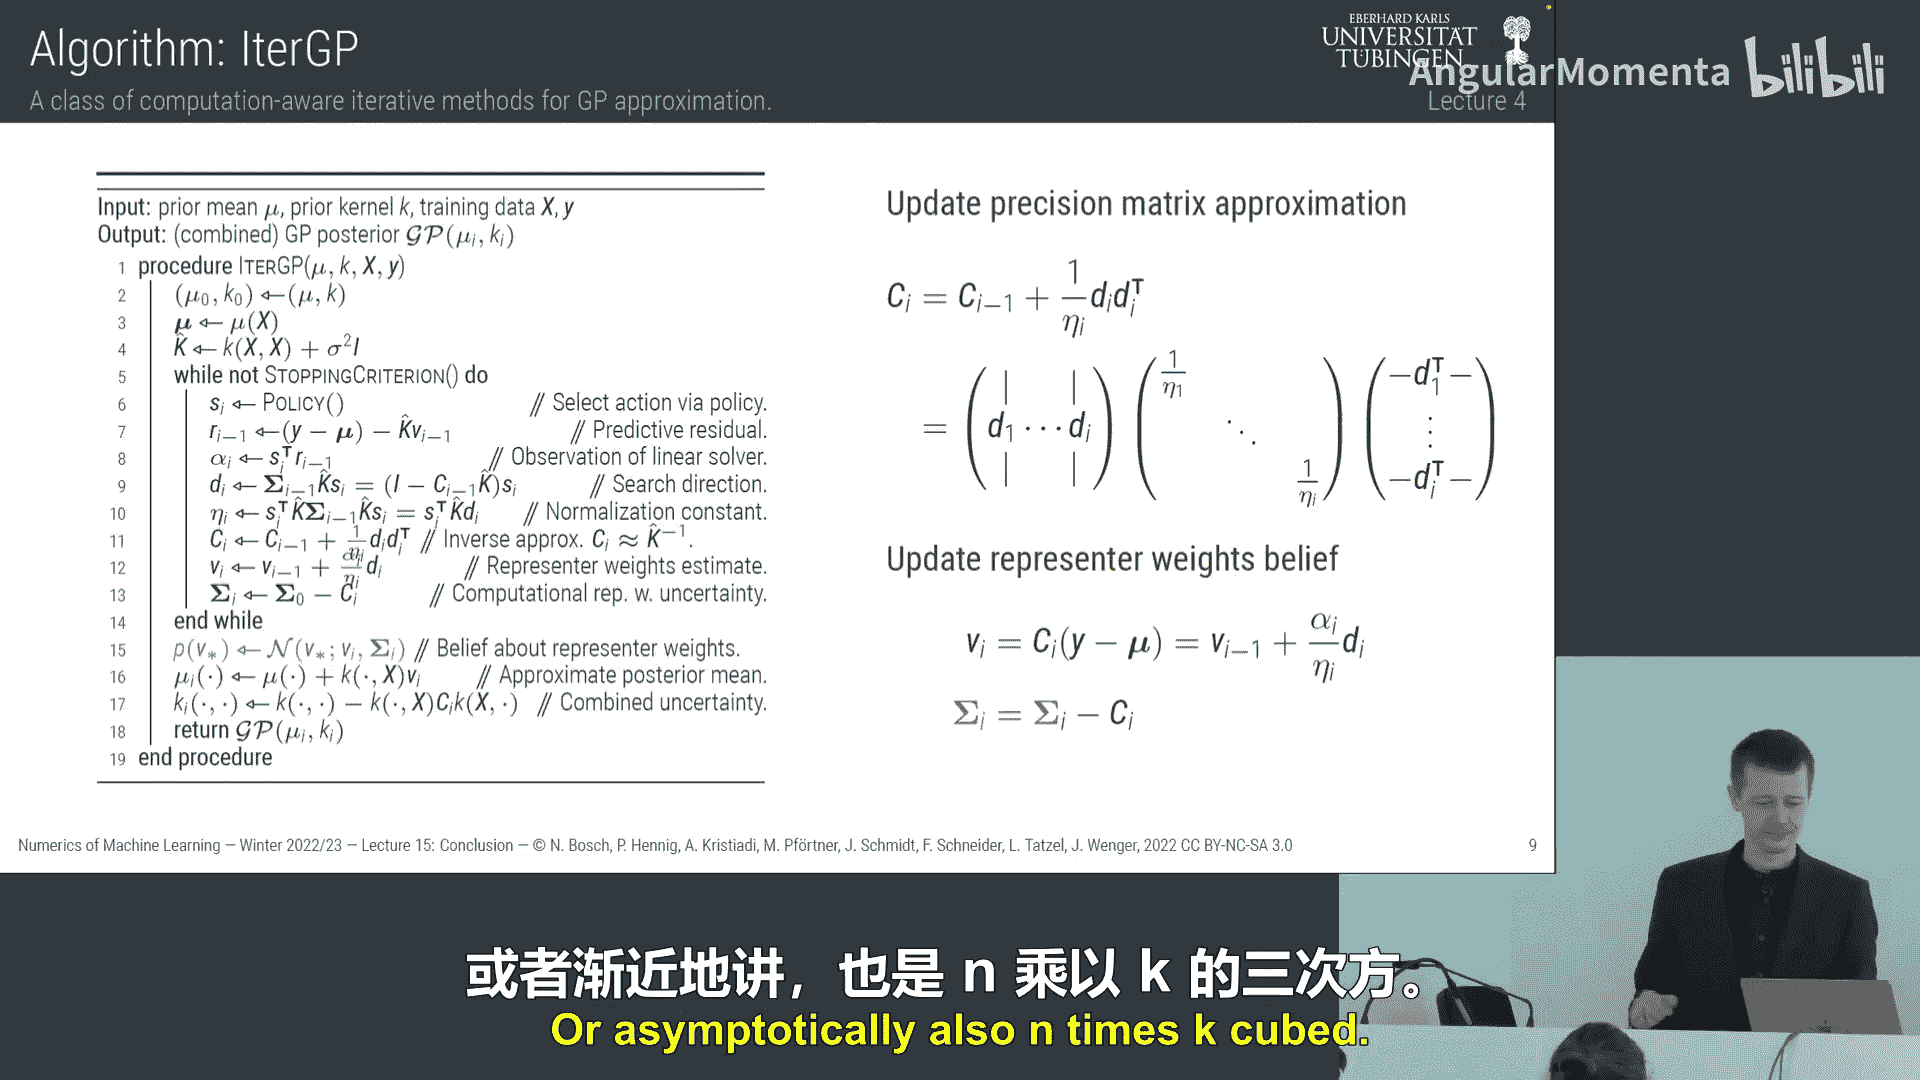 Algorithm: IterGP
A class of computation-aware iterative methods for GP approximation.
EBERHARD KARLS
UNIVERSITÄT
TÜBINGEN
AngularMomenta bilibili
Lecture 4
Input: prior mean μ, prior kernel k, training data X, y
Output: (combined) GP posterior 𝒢𝒫(μᵢ, kᵢ)
1 procedure ITERGP(μ, k, X, y)
2 (μ₀, k₀) ← (μ, k)
3 μ ← μ(X)
4 K̂ ← k(X, X) + σ²I
5 while not STOPPINGCRITERION() do
6 sᵢ ← POLICY() // Select action via policy.
7 rᵢ₋₁ ← (y − μ) − K̂vᵢ₋₁ // Predictive residual.
8 αᵢ ← sᵢᵀrᵢ₋₁ // Observation of linear solver.
9 dᵢ ← Σᵢ₋₁K̂sᵢ = (I − Cᵢ₋₁K̂)sᵢ // Search direction.
10 ηᵢ ← sᵢᵀK̂Σᵢ₋₁K̂sᵢ = sᵢᵀK̂dᵢ // Normalization constant.
11 Cᵢ ← Cᵢ₋₁ + 1/ηᵢ dᵢdᵢᵀ // Inverse approx. Cᵢ ≈ K̂⁻¹.
12 vᵢ ← vᵢ₋₁ + αᵢ/ηᵢ dᵢ // Representer weights estimate.
13 Σᵢ ← Σ₀ − Cᵢ // Computational rep. w. uncertainty.
14 end while
15 p(v∗) ← 𝒩(v∗; vᵢ, Σᵢ) // Belief about representer weights.
16 μᵢ(·) ← μ(·) + k(·, X)vᵢ // Approximate posterior mean.
17 kᵢ(·, ·) ← k(·, ·) − k(·, X)Cᵢk(X, ·) // Combined uncertainty.
18 return 𝒢𝒫(μᵢ, kᵢ)
19 end procedure
Update precision matrix approximation
Cᵢ = Cᵢ₋₁ + 1/ηᵢ dᵢdᵢᵀ
= (d₁ ⋯ dᵢ) (1/η₁ ⋱ 1/ηᵢ) (−d₁ᵀ− ⋮ −dᵢᵀ−)
Update representer weights belief
vᵢ = Cᵢ(y − μ) = vᵢ₋₁ + αᵢ/ηᵢ dᵢ
Σᵢ = Σᵢ − Cᵢ
Numerics of Machine Learning — Winter 2022/23 — Lecture 15: Conclusion — © N. Bosch, P. Hennig, A. Kristiadi, M. Pförtner, J. Schmidt, F. Schneider, L. Tatzel, J. Wenger, 2022 CC BY-NC-SA 3.0
9
或者渐近地讲，也是 n 乘以 k 的三次方。
Or asymptotically also n times k cubed.